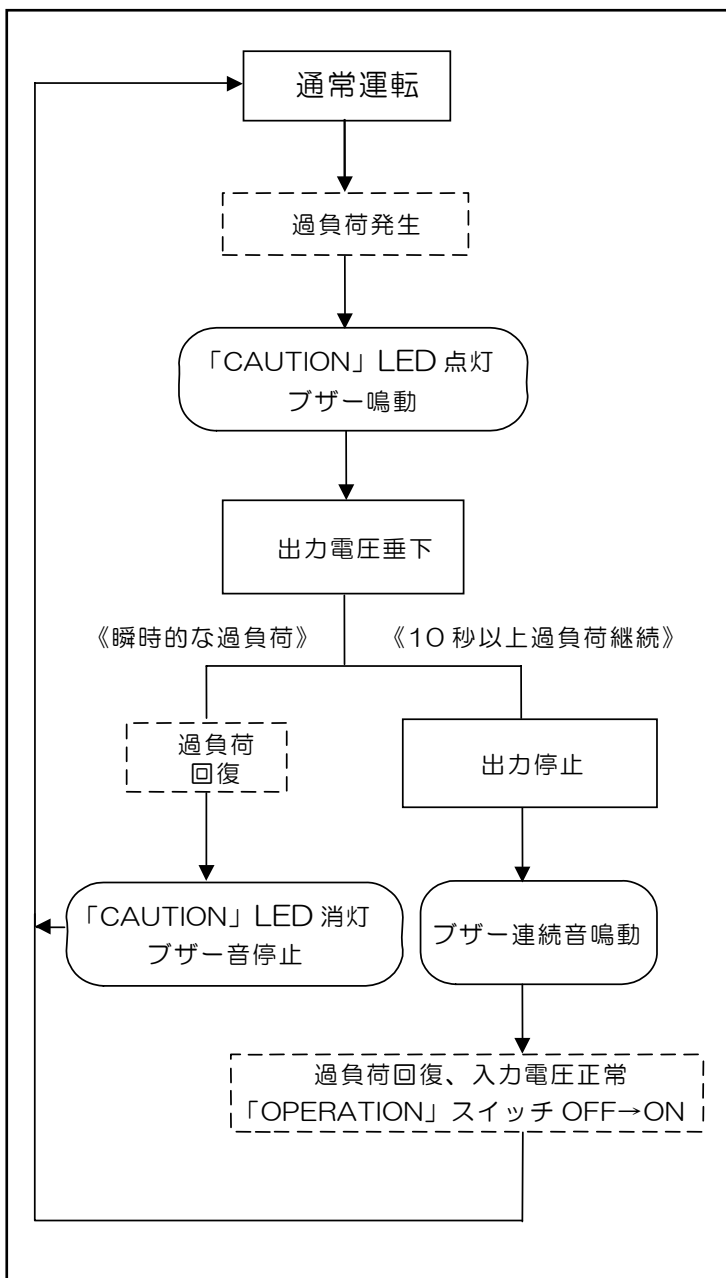 通常運転
過負荷発生
「CAUTION」LED 点灯
ブザー鳴動
出力電圧垂下
《瞬時的な過負荷》
《10 秒以上過負荷継続》
過負荷
回復
出力停止
「CAUTION」LED 消灯
ブザー音停止
ブザー連続音鳴動
過負荷回復、入力電圧正常
「OPERATION」スイッチ OFF→ON